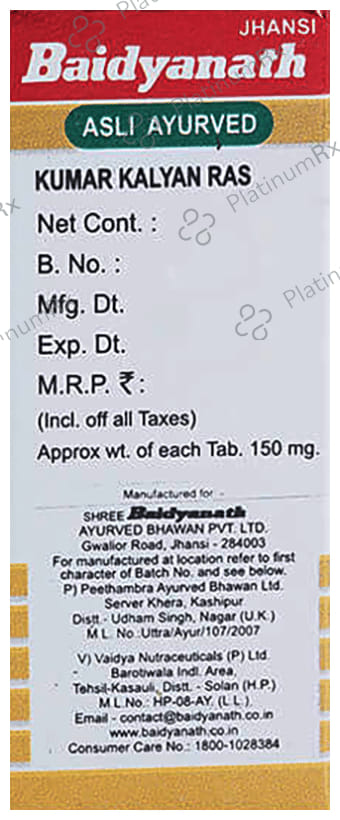 JHANSI
Baidyanath
ASLI AYURVED
KUMAR KALYAN RAS
Net Cont. :
B. No. :
Mfg. Dt.
Exp. Dt.
M.R.P. ₹:
(Incl. off all Taxes)
Approx wt. of each Tab. 150 mg.
Manufactured for -
SHREE Baidyanath
AYURVED BHAWAN PVT. LTD.
Gwalior Road, Jhansi - 284003
For manufactured at location refer to first
character of Batch No. and see below.
P) Peethambra Ayurved Bhawan Ltd.
Server Khera, Kashipur
Distt.- Udham Singh, Nagar (U.K.)
M.L. No.:Uttra/Ayur/107/2007
V) Vaidya Nutraceuticals (P) Ltd.
Barotiwala Indl. Area,
Tehsil-Kasauli, Distt. - Solan (H.P.)
M.L.No.: HP-08-AY. (L.L.)
Email - contact@baidyanath.co.in
www.baidyanath.co.in
Consumer Care No.: 1800-1028384
PlatinumRx